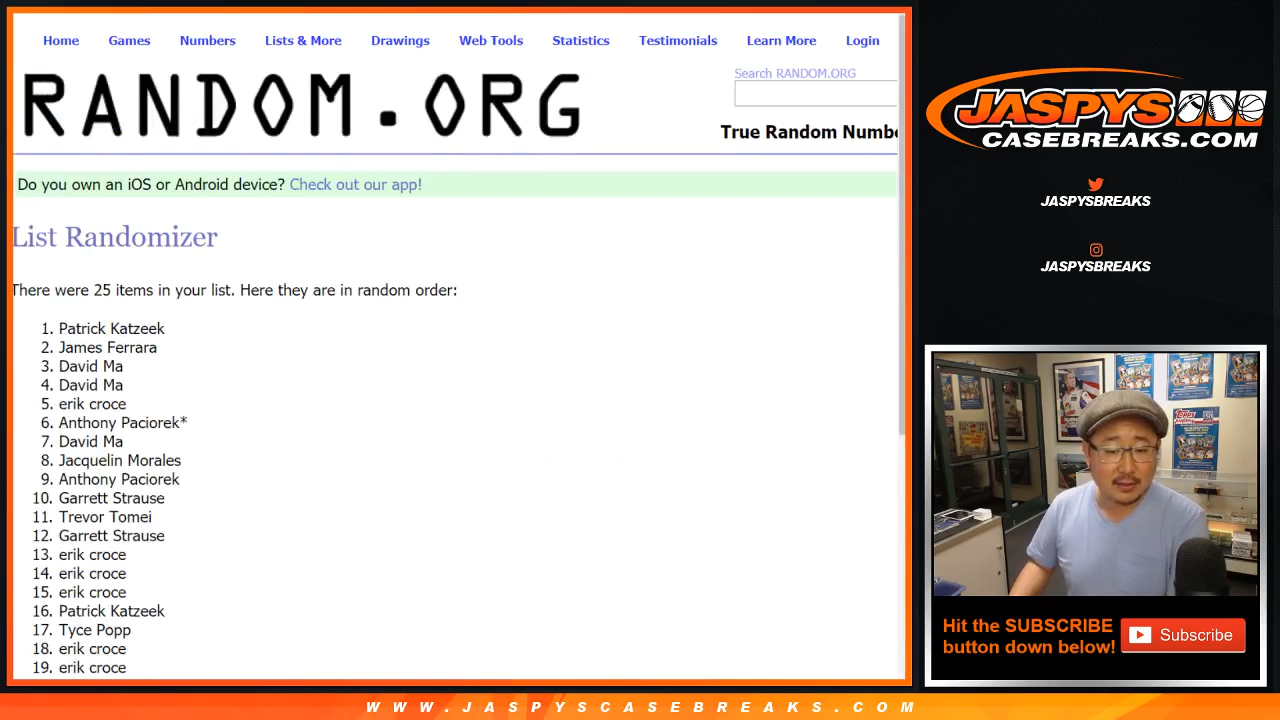 Home Games Numbers Lists & More Drawings Web Tools Statistics Testimonials Learn More Login
RANDOM.ORG
Search RANDOM.ORG
True Random Numbe
Do you own an iOS or Android device? Check out our app!
List Randomizer
There were 25 items in your list. Here they are in random order:
1. Patrick Katzeek
2. James Ferrara
3. David Ma
4. David Ma
5. erik croce
6. Anthony Paciorek*
7. David Ma
8. Jacquelin Morales
9. Anthony Paciorek
10. Garrett Strause
11. Trevor Tomei
12. Garrett Strause
13. erik croce
14. erik croce
15. erik croce
16. Patrick Katzeek
17. Tyce Popp
18. erik croce
19. erik croce
JASPYS
CASEBREAKS.COM
JASPYSBREAKS
JASPYSBREAKS
Topps
Hit the SUBSCRIBE
button down below!
Subscribe
WWW.JASPYSCASEBREAKS.COM